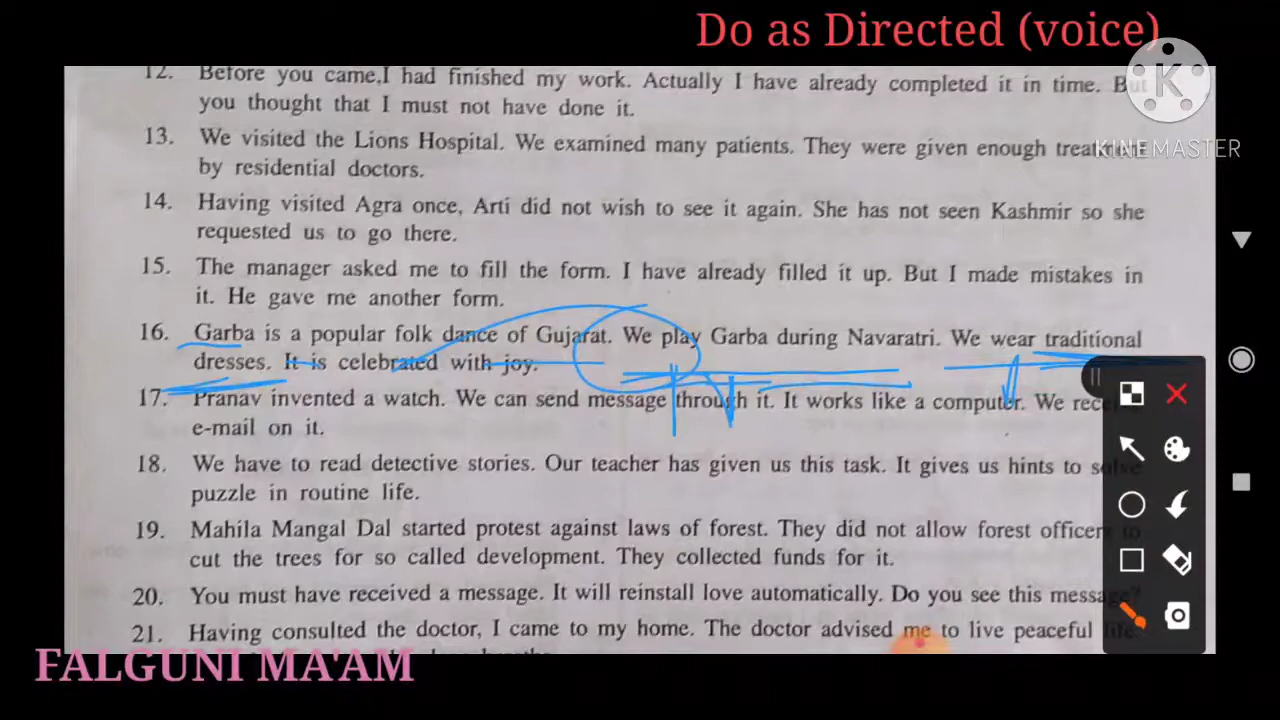 Do as Directed (voice)
12. Before you came,I had finished my work. Actually I have already completed it in time. But
you thought that I must not have done it.
KINEMASTER
13. We visited the Lions Hospital. We examined many patients. They were given enough
by residential doctors.
14. Having visited Agra once, Arti did not wish to see it again. She has not seen Kashmir so she
requested us to go there.
15. The manager asked me to fill the form. I have already filled it up. But I made mistakes in
it. He gave me another form.
16. Garba is a popular folk dance of Gujarat. We play Garba during Navaratri. We wear traditional
dresses. It is celebrated with joy.
17. Pranav invented a watch. We can send message through it. It works like a computer. We
e-mail on it.
18. We have to read detective stories. Our teacher has given us this task. It gives us hints to
puzzle in routine life.
19. Mahila Mangal Dal started protest against laws of forest. They did not allow forest officers to
cut the trees for so called development. They collected funds for it.
20. You must have received a message. It will reinstall love automatically. Do you see this message?
21. Having consulted the doctor, I came to my home. The doctor advised me to live peaceful life.
FALGUNI MA'AM